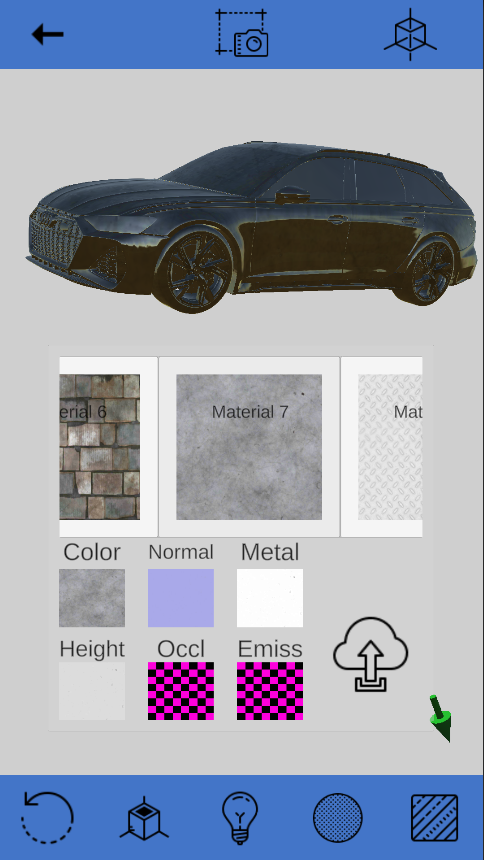 erial 6
Material 7
Mat
Color Normal Metal
Height Occl Emiss